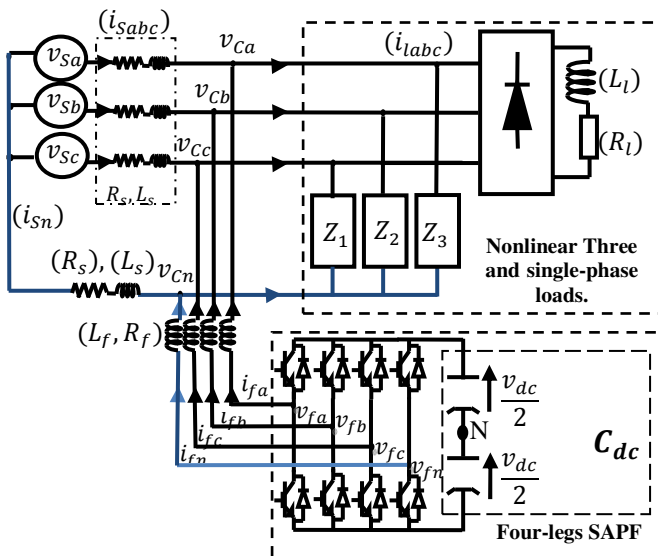 (i_Sabc)
v_Sa
v_Ca
(i_labc)
v_Sb
v_Cb
(L_l)
v_Sc
v_Cc
(R_l)
R_s, L_s
(i_Sn)
Z_1
Z_2
Z_3
(R_s), (L_s)
v_Cn
Nonlinear Three
and single-phase
loads.
(L_f, R_f)
i_fa
v_fa
i_fb
v_fb
i_fc
v_fc
i_fn
v_fn
v_dc
2
N
C_dc
v_dc
2
Four-legs SAPF